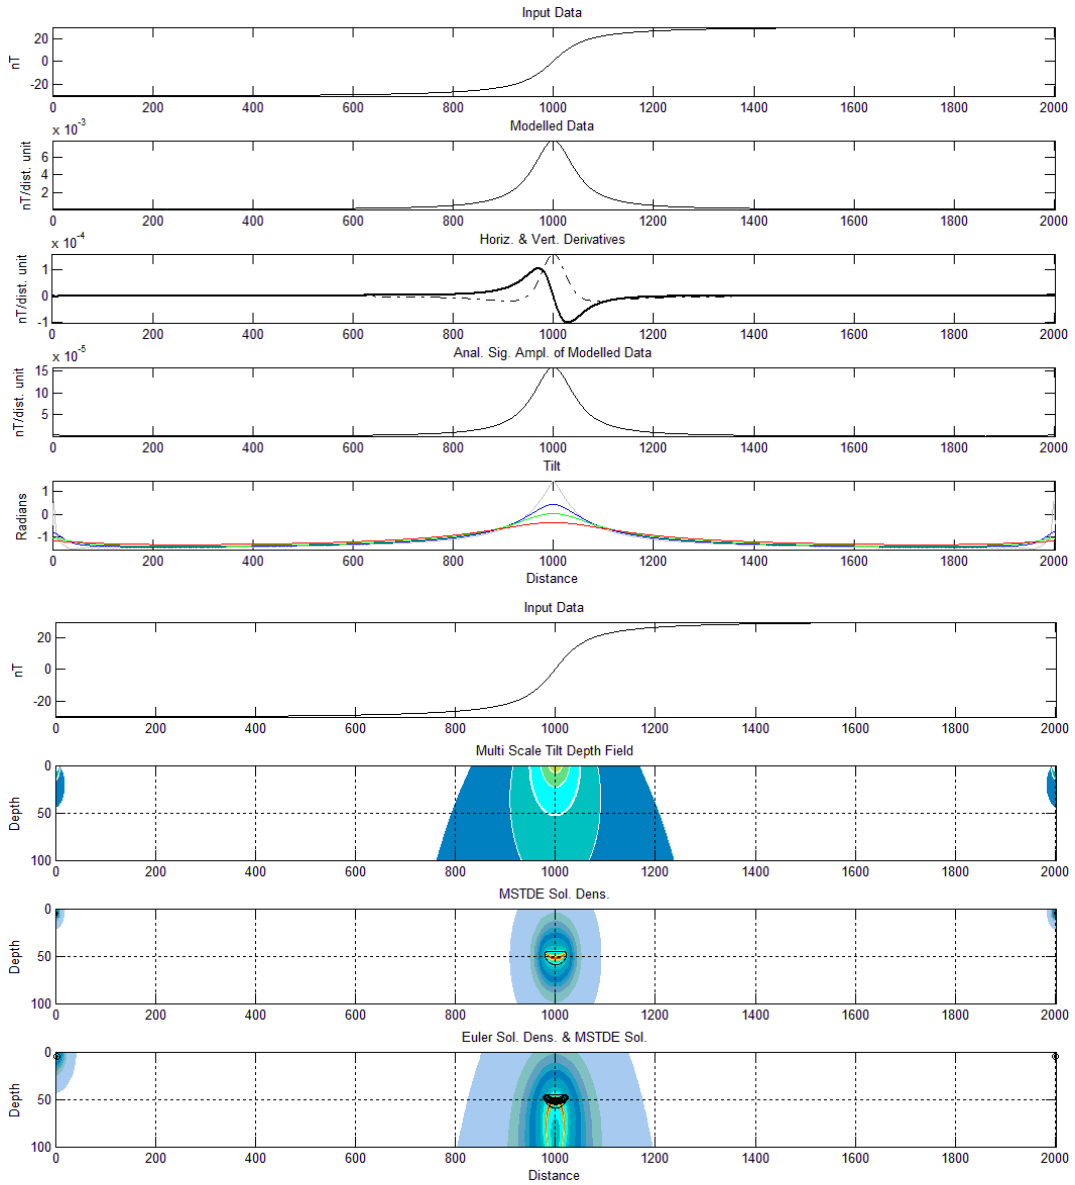 Input Data
20
0
-20
nT
0 200 400 600 800 1000 1200 1400 1600 1800 2000
x 10-3
Modelled Data
6
4
2
nT/dist. unit
0 200 400 600 800 1000 1200 1400 1600 1800 2000
x 10-4
Horiz. & Vert. Derivatives
1
0
-1
nT/dist. unit
0 200 400 600 800 1000 1200 1400 1600 1800 2000
x 10-5
Anal. Sig. Ampl. of Modelled Data
15
10
5
nT/dist. unit
0 200 400 600 800 1000 1200 1400 1600 1800 2000
Tilt
1
0
-1
Radians
0 200 400 600 800 1000 1200 1400 1600 1800 2000
Distance
Input Data
20
0
-20
nT
0 200 400 600 800 1000 1200 1400 1600 1800 2000
Multi Scale Tilt Depth Field
0
50
100
Depth
0 200 400 600 800 1000 1200 1400 1600 1800 2000
MSTDE Sol. Dens.
0
50
100
Depth
0 200 400 600 800 1000 1200 1400 1600 1800 2000
Euler Sol. Dens. & MSTDE Sol.
0
50
100
Depth
0 200 400 600 800 1000 1200 1400 1600 1800 2000
Distance